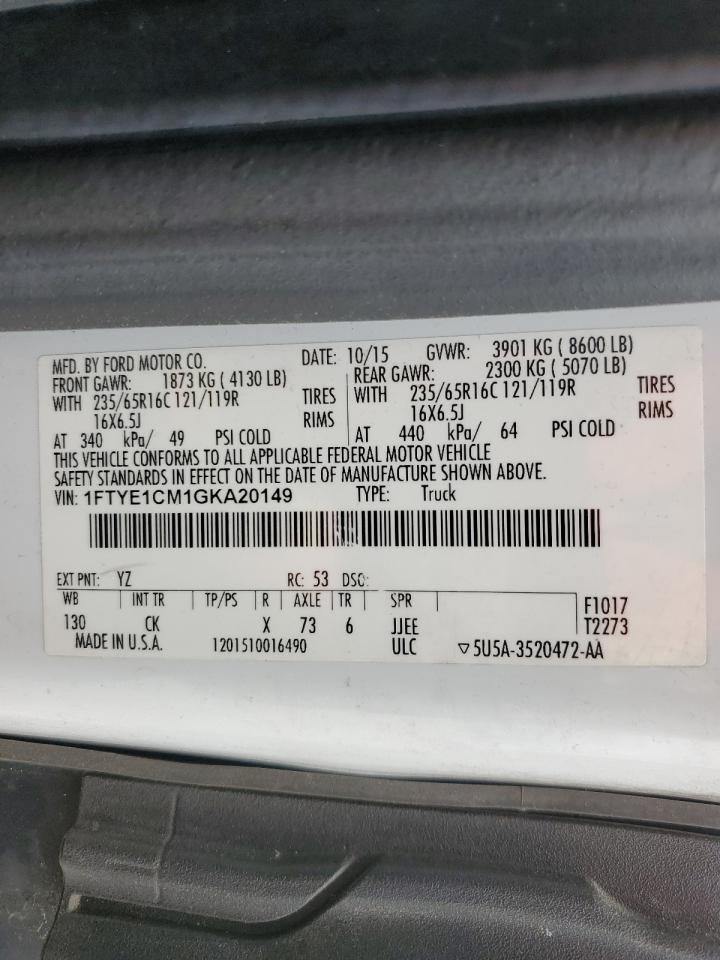 MFD. BY FORD MOTOR CO. DATE: 10/15 GVWR: 3901 KG ( 8600 LB)
FRONT GAWR: 1873 KG ( 4130 LB) REAR GAWR: 2300 KG ( 5070 LB)
WITH 235/65R16C 121/119R TIRES WITH 235/65R16C 121/119R TIRES
16X6.5J RIMS 16X6.5J RIMS
AT 340 kPa/ 49 PSI COLD AT 440 kPa/ 64 PSI COLD
THIS VEHICLE CONFORMS TO ALL APPLICABLE FEDERAL MOTOR VEHICLE
SAFETY STANDARDS IN EFFECT ON THE DATE OF MANUFACTURE SHOWN ABOVE.
VIN: 1FTYE1CM1GKA20149 TYPE: Truck
EXT PNT: YZ RC: 53 DSO:
WB INT TR TP/PS R AXLE TR SPR F1017
130 CK X 73 6 JJEE T2273
MADE IN U.S.A. 1201510016490 ULC ▽5U5A-3520472-AA